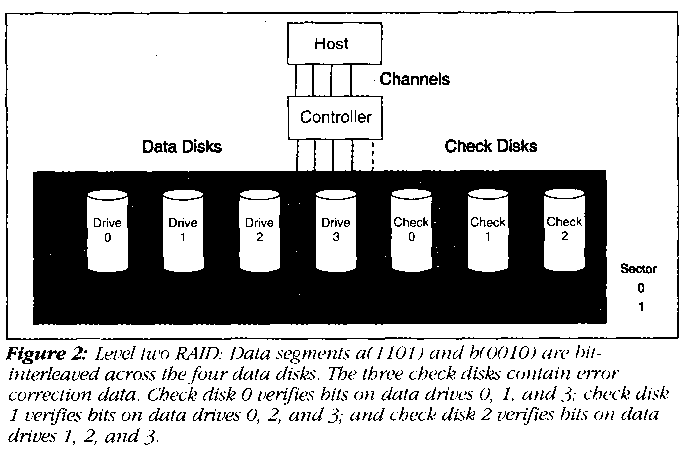 Host
Channels
Controller
Data Disks
Check Disks
Drive
0
Drive
1
Drive
2
Drive
3
Check
0
Check
1
Check
2
Sector
0
1
Figure 2: Level two RAID: Data segments a(1101) and b(0010) are bit-
interleaved across the four data disks. The three check disks contain error
correction data. Check disk 0 verifies bits on data drives 0, 1, and 3; check disk
1 verifies bits on data drives 0, 2, and 3; and check disk 2 verifies bits on data
drives 1, 2, and 3.